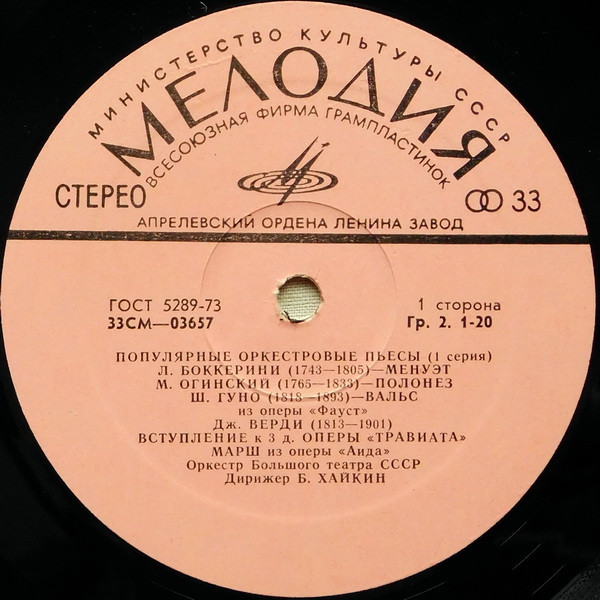 МИНИСТЕРСТВО КУЛЬТУРЫ СССР
МЕЛОДИЯ
ВСЕСОЮЗНАЯ ФИРМА ГРАМПЛАСТИНОК
СТЕРЕО
33
АПРЕЛЕВСКИЙ ОРДЕНА ЛЕНИНА ЗАВОД
ГОСТ 5289-73
1 сторона
33СМ—03657
Гр. 2. 1-20
ПОПУЛЯРНЫЕ ОРКЕСТРОВЫЕ ПЬЕСЫ (1 серия)
Л. БОККЕРИНИ (1743—1805)—МЕНУЭТ
М. ОГИНСКИЙ (1765—1833)—ПОЛОНЕЗ
Ш. ГУНО (1818—1893)—ВАЛЬС
из оперы «Фауст»
Дж. ВЕРДИ (1813—1901)
ВСТУПЛЕНИЕ к 3 д. ОПЕРЫ «ТРАВИАТА»
МАРШ из оперы «Аида»
Оркестр Большого театра СССР
Дирижер Б. ХАЙКИН